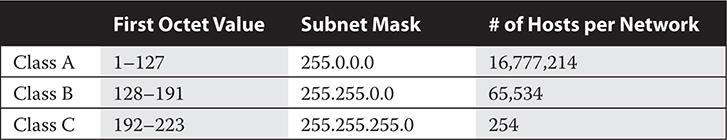 First Octet Value Subnet Mask # of Hosts per Network
Class A 1–127 255.0.0.0 16,777,214
Class B 128–191 255.255.0.0 65,534
Class C 192–223 255.255.255.0 254